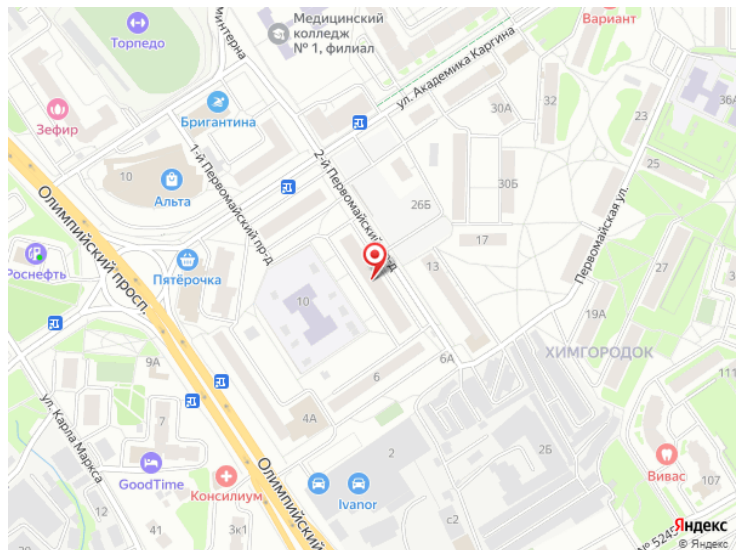 Торпедо
минтерна
Медицинский
колледж
№ 1, филиал
Вариант
ул. Академика Каргина
Зефир
Бригантина
30А
32
23
36А
10
Альта
1-й Первомайский пр-д
2-й Первомайский
д
26Б
30Б
25
Первомайская ул.
Олимпийский просп.
Роснефть
Пятёрочка
10
17
13
27
19А
ХИМГОРОДОК
9А
6
6А
111
ул. Карла Маркса
7
4А
2
2Б
GoodTime
Консилиум
Олимпийский
Ivanor
Вивас
107
12
41
3к1
с2
№ 5245
Яндекс
© Яндекс